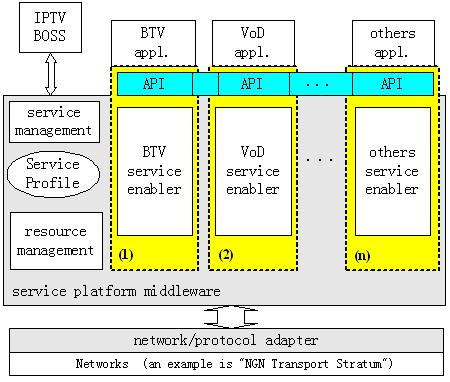 IPTV
BOSS
BTV
appl.
VoD
appl.
others
appl.
API
API
...
API
service
management
Service
Profile
resource
management
BTV
service
enabler
VoD
service
enabler
...
others
service
enabler
(1)
(2)
(n)
service platform middleware
network/protocol adapter
Networks (an example is "NGN Transport Stratum")